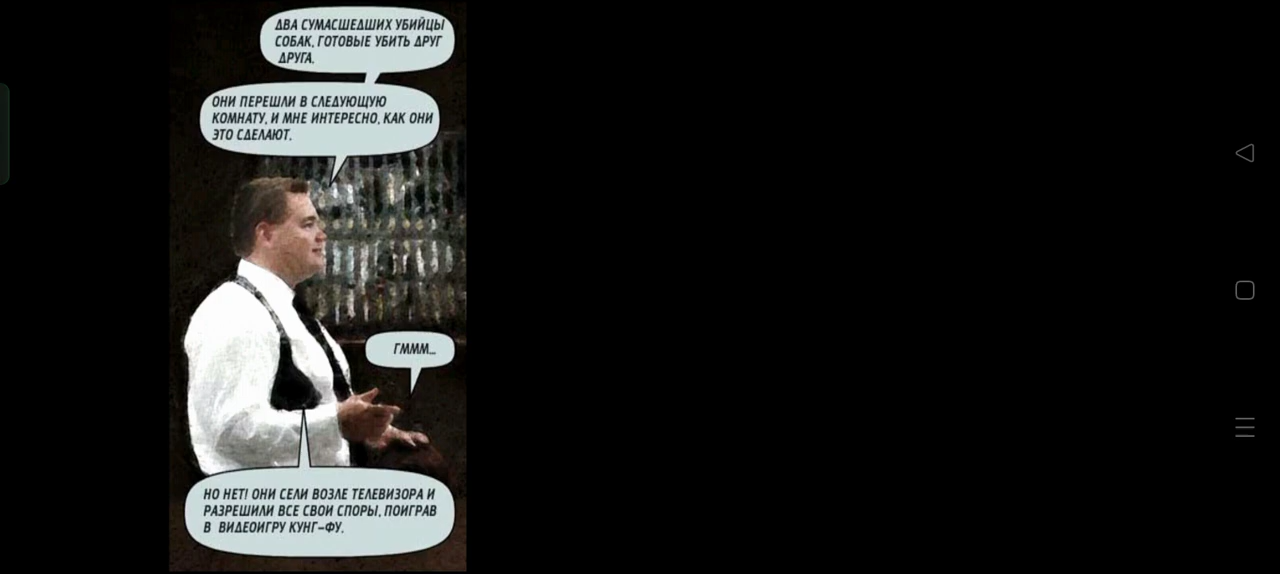 ДВА СУМАСШЕДШИХ УБИЙЦЫ
СОБАК, ГОТОВЫЕ УБИТЬ ДРУГ
ДРУГА.
ОНИ ПЕРЕШЛИ В СЛЕДУЮЩУЮ
КОМНАТУ, И МНЕ ИНТЕРЕСНО, КАК ОНИ
ЭТО СДЕЛАЮТ.
ГМММ...
НО НЕТ! ОНИ СЕЛИ ВОЗЛЕ ТЕЛЕВИЗОРА И
РАЗРЕШИЛИ ВСЕ СВОИ СПОРЫ, ПОИГРАВ
В ВИДЕОИГРУ КУНГ-ФУ.